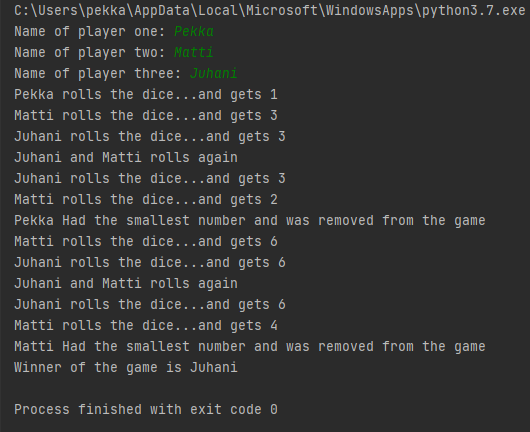 C:\Users\pekka\AppData\Local\Microsoft\WindowsApps\python3.7.exe
Name of player one: Pekka
Name of player two: Matti
Name of player three: Juhani
Pekka rolls the dice...and gets 1
Matti rolls the dice...and gets 3
Juhani rolls the dice...and gets 3
Juhani and Matti rolls again
Juhani rolls the dice...and gets 3
Matti rolls the dice...and gets 2
Pekka Had the smallest number and was removed from the game
Matti rolls the dice...and gets 6
Juhani rolls the dice...and gets 6
Juhani and Matti rolls again
Juhani rolls the dice...and gets 6
Matti rolls the dice...and gets 4
Matti Had the smallest number and was removed from the game
Winner of the game is Juhani
Process finished with exit code 0